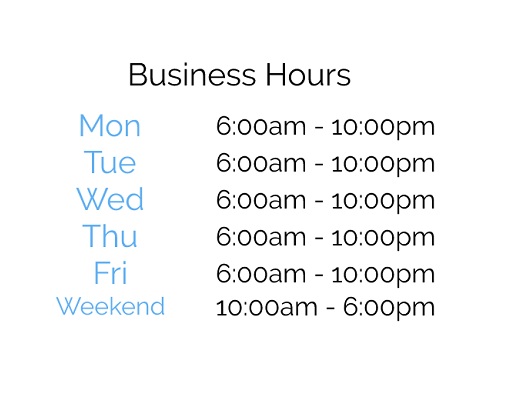 Business Hours
Mon 6:00am - 10:00pm
Tue 6:00am - 10:00pm
Wed 6:00am - 10:00pm
Thu 6:00am - 10:00pm
Fri 6:00am - 10:00pm
Weekend 10:00am - 6:00pm